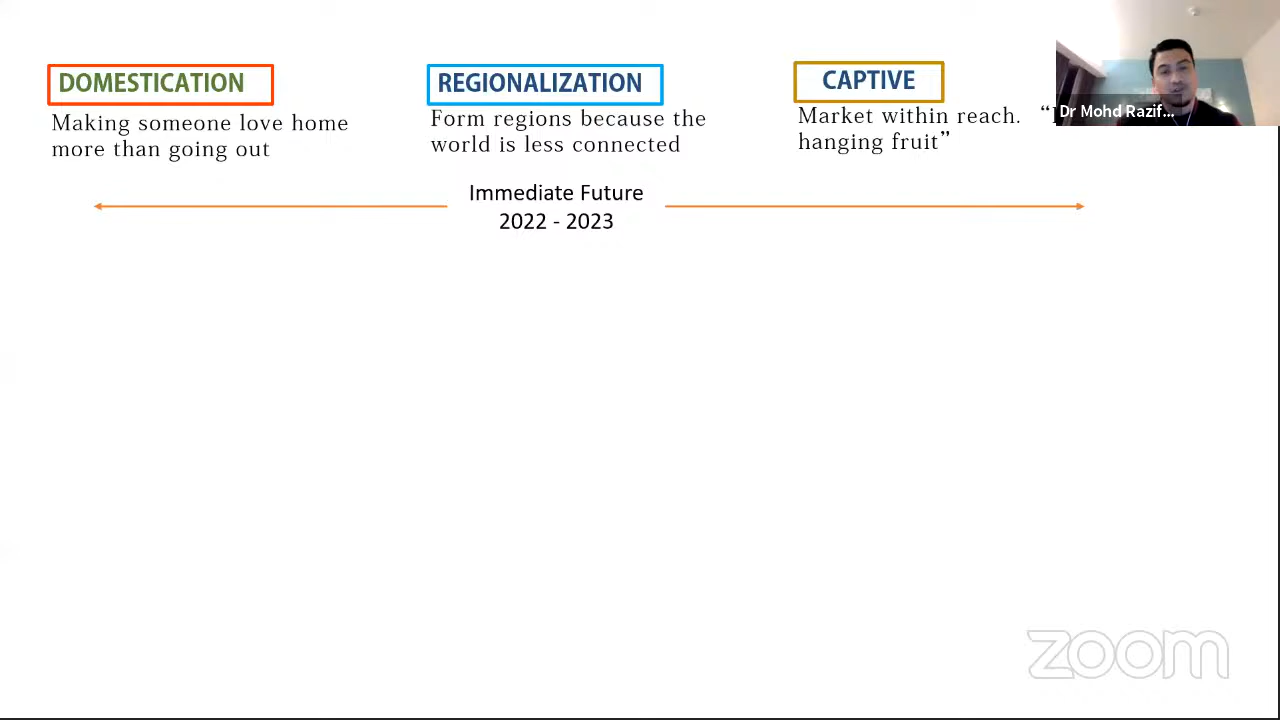 DOMESTICATION
Making someone love home
more than going out
REGIONALIZATION
Form regions because the
world is less connected
CAPTIVE
Market within reach.
hanging fruit”
Dr Mohd Razif...
Immediate Future
2022 - 2023
zoom